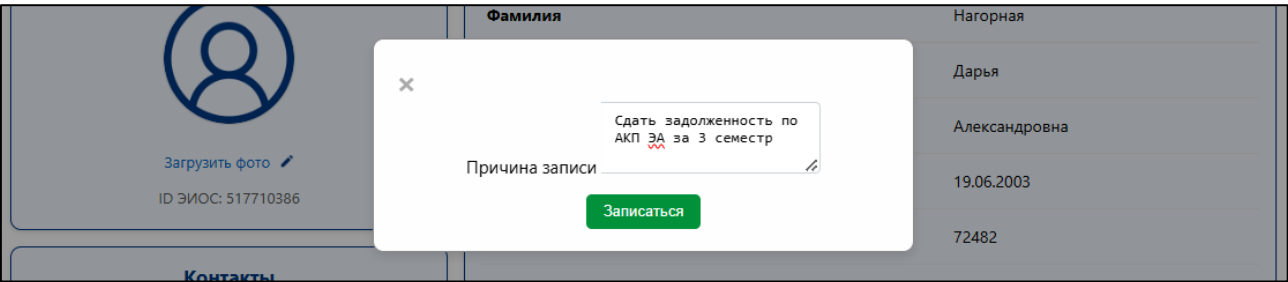 Фамилия Нагорная
Дарья
Сдать задолженность по
АКП ЭА за 3 семестр
Александровна
Загрузить фото
Причина записи
ID ЭИОС: 517710386
19.06.2003
Записаться
72482
Контакты